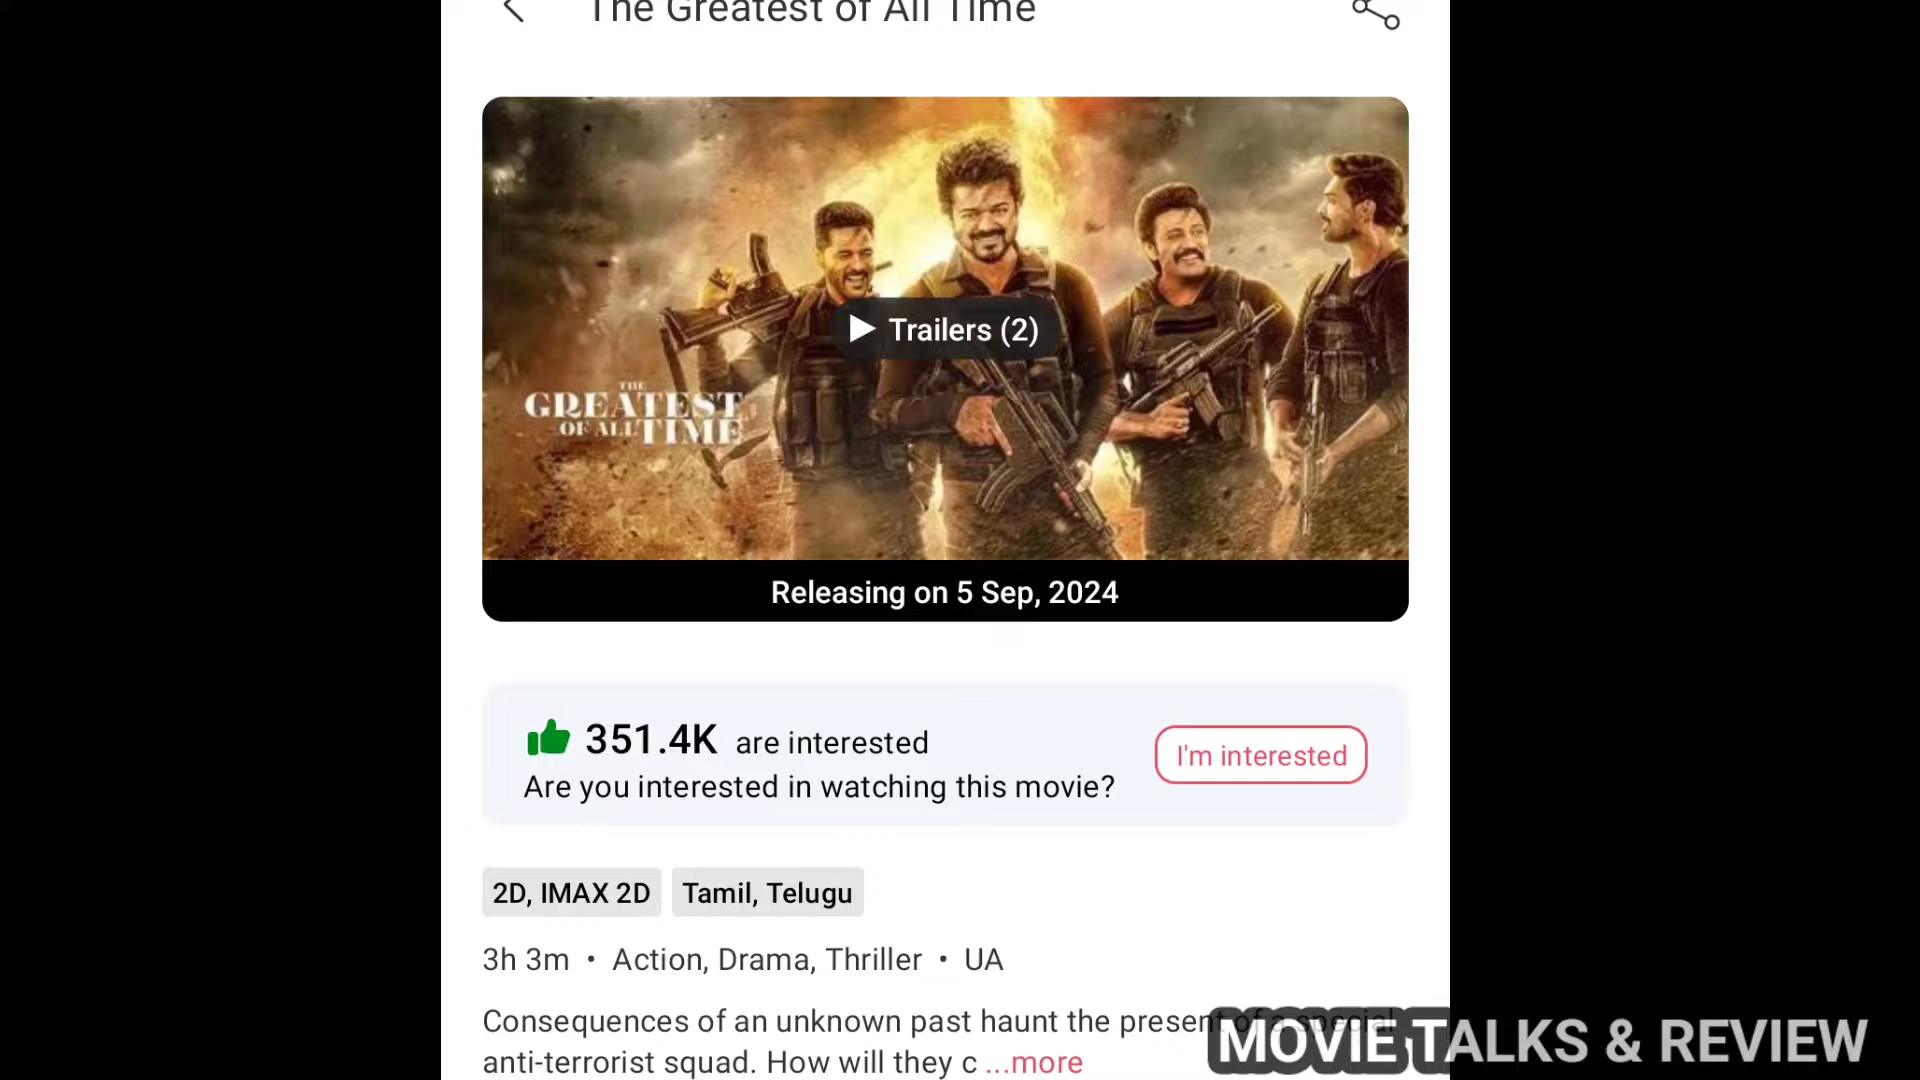 The Greatest of All Time
Trailers (2)
THE
GREATEST
OF ALL TIME
Releasing on 5 Sep, 2024
351.4K are interested
Are you interested in watching this movie?
I'm interested
2D, IMAX 2D
Tamil, Telugu
3h 3m • Action, Drama, Thriller • UA
Consequences of an unknown past haunt the present of a special
anti-terrorist squad. How will they c ...more
MOVIE TALKS & REVIEW